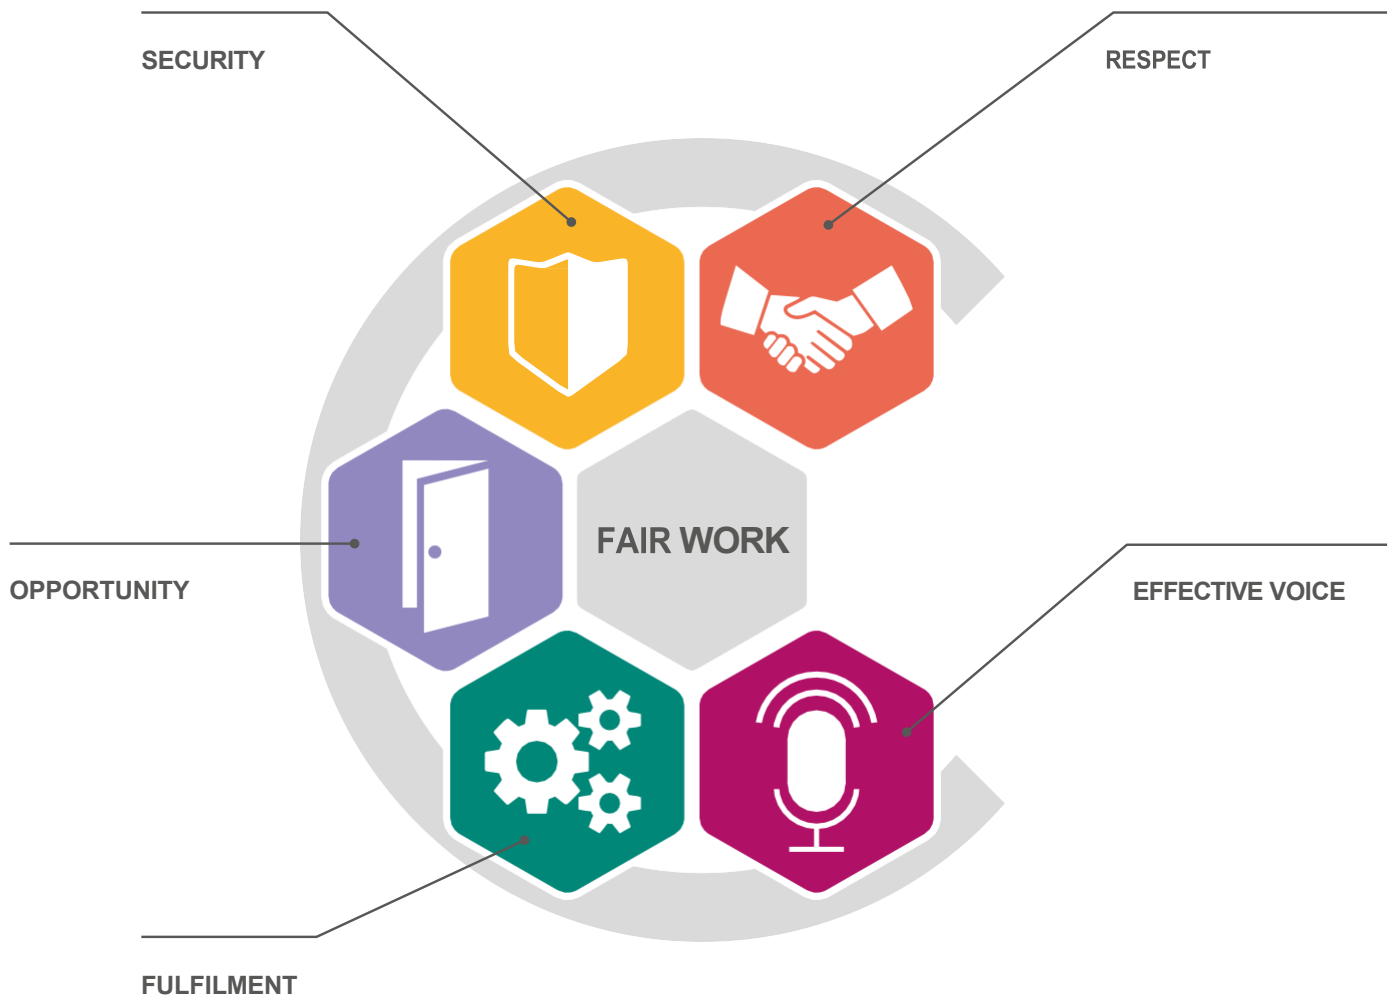 SECURITY
RESPECT
FAIR WORK
OPPORTUNITY
EFFECTIVE VOICE
FULFILMENT